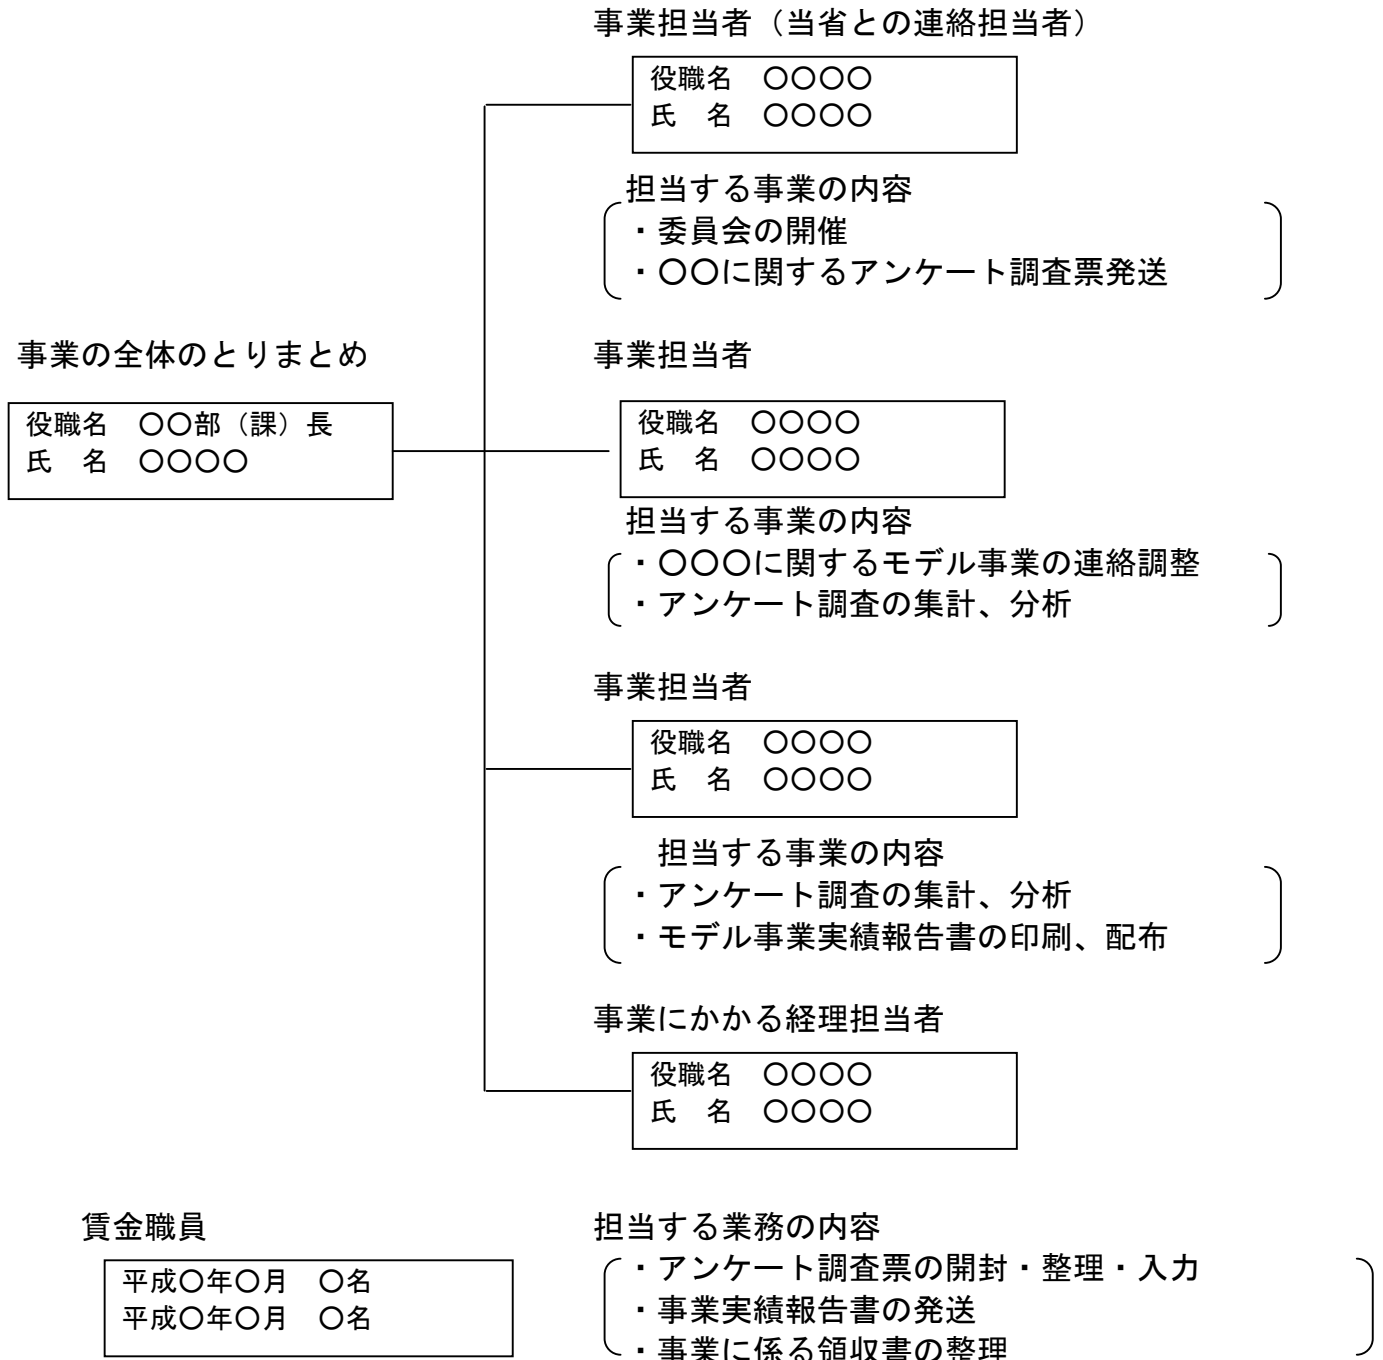 事業担当者（当省との連絡担当者）
役職名　〇〇〇〇
氏　名　〇〇〇〇
担当する事業の内容
・委員会の開催
・〇〇に関するアンケート調査票発送
事業の全体のとりまとめ
役職名　〇〇部（課）長
氏　名　〇〇〇〇
事業担当者
役職名　〇〇〇〇
氏　名　〇〇〇〇
担当する事業の内容
・〇〇〇に関するモデル事業の連絡調整
・アンケート調査の集計、分析
事業担当者
役職名　〇〇〇〇
氏　名　〇〇〇〇
担当する事業の内容
・アンケート調査の集計、分析
・モデル事業実績報告書の印刷、配布
事業にかかる経理担当者
役職名　〇〇〇〇
氏　名　〇〇〇〇
賃金職員
平成〇年〇月　〇名
平成〇年〇月　〇名
担当する業務の内容
・アンケート調査票の開封・整理・入力
・事業実績報告書の発送
・事業に係る領収書の整理